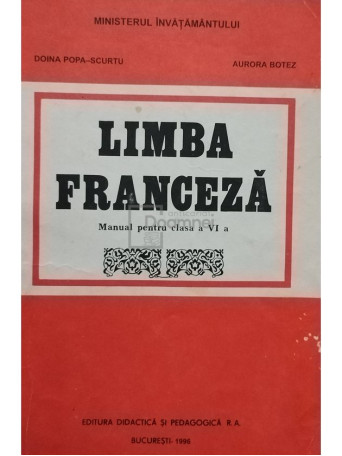 MINISTERUL ÎNVĂȚĂMÂNTULUI
DOINA POPA-SCURTU
AURORA BOTEZ
LIMBA
FRANCEZĂ
Manual pentru clasa a VI a
EDITURA DIDACTICĂ ȘI PEDAGOGICĂ R.A.
BUCUREȘTI-1996